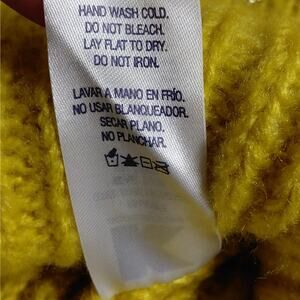 HAND WASH COLD.
DO NOT BLEACH.
LAY FLAT TO DRY.
DO NOT IRON.
LAVAR A MANO EN FRÍO.
NO USAR BLANQUEADOR.
SECAR PLANO.
NO PLANCHAR.